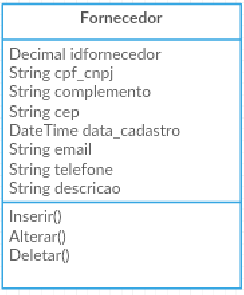 Fornecedor
Decimal idfornecedor
String cpf_cnpj
String complemento
String cep
DateTime data_cadastro
String email
String telefone
String descricao
Inserir()
Alterar()
Deletar()